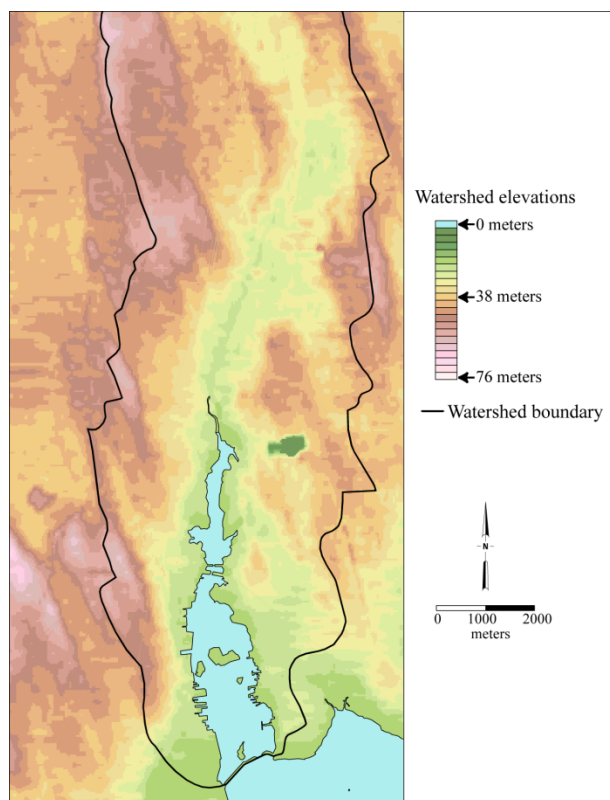 Watershed elevations
0 meters
38 meters
76 meters
Watershed boundary
N
0 1000 2000
meters